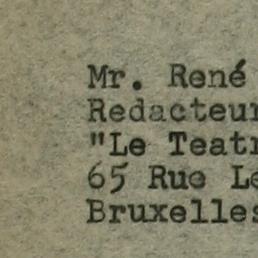 Mr. René
Redacteur
"Le Teatr
65 Rue Le
Bruxelles